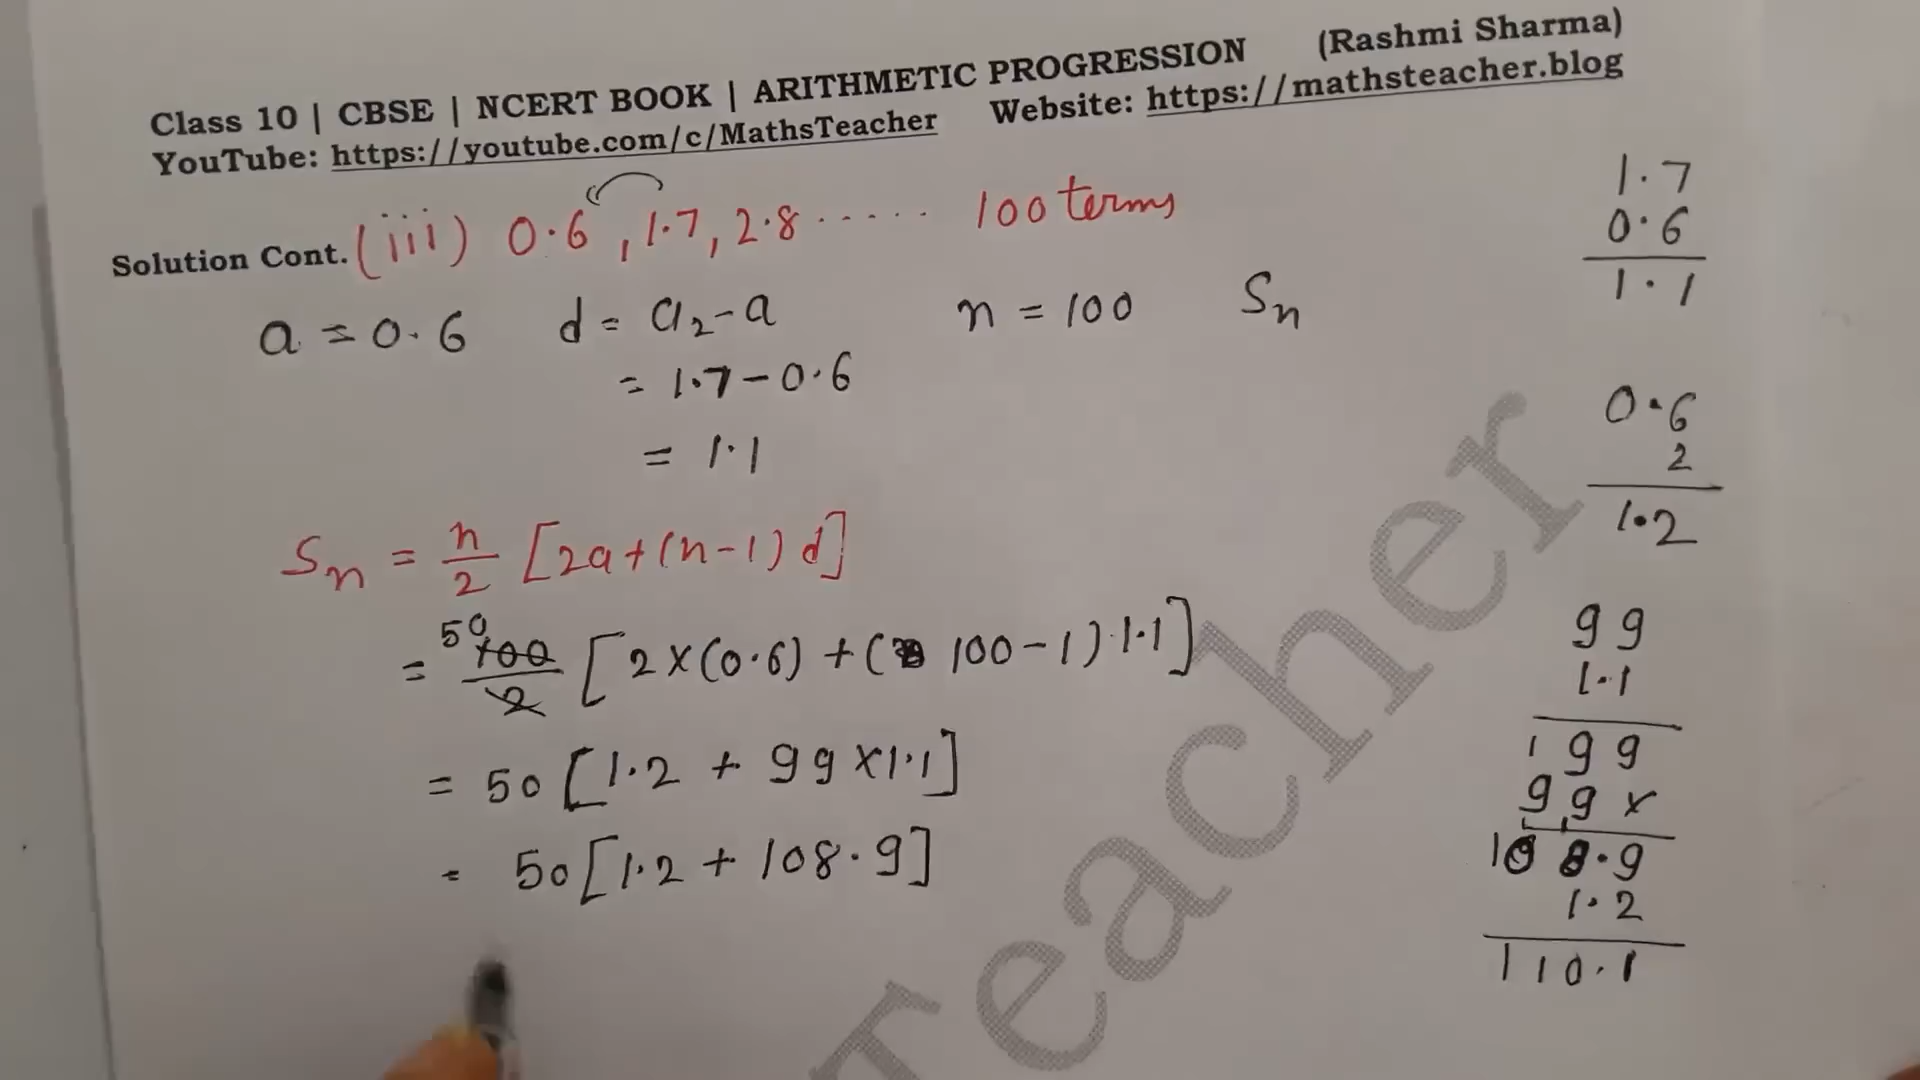 Class 10 | CBSE | NCERT BOOK | ARITHMETIC PROGRESSION (Rashmi Sharma)
YouTube: https://youtube.com/c/MathsTeacher Website: https://mathsteacher.blog
Solution Cont. (iii) 0.6, 1.7, 2.8 ...... 100 terms
a = 0.6 d = a₂ - a n = 100 Sn
= 1.7 - 0.6
= 1.1
Sn = n/2 [2a + (n-1) d]
= 50 100/2 [2 x (0.6) + (100 - 1) 1.1]
= 50 [1.2 + 99 x 1.1]
= 50 [1.2 + 108.9]
1.7
0.6
1.1
0.6
2
1.2
99
1.1
1 99
99 x
108.9
1.2
110.1
Teacher